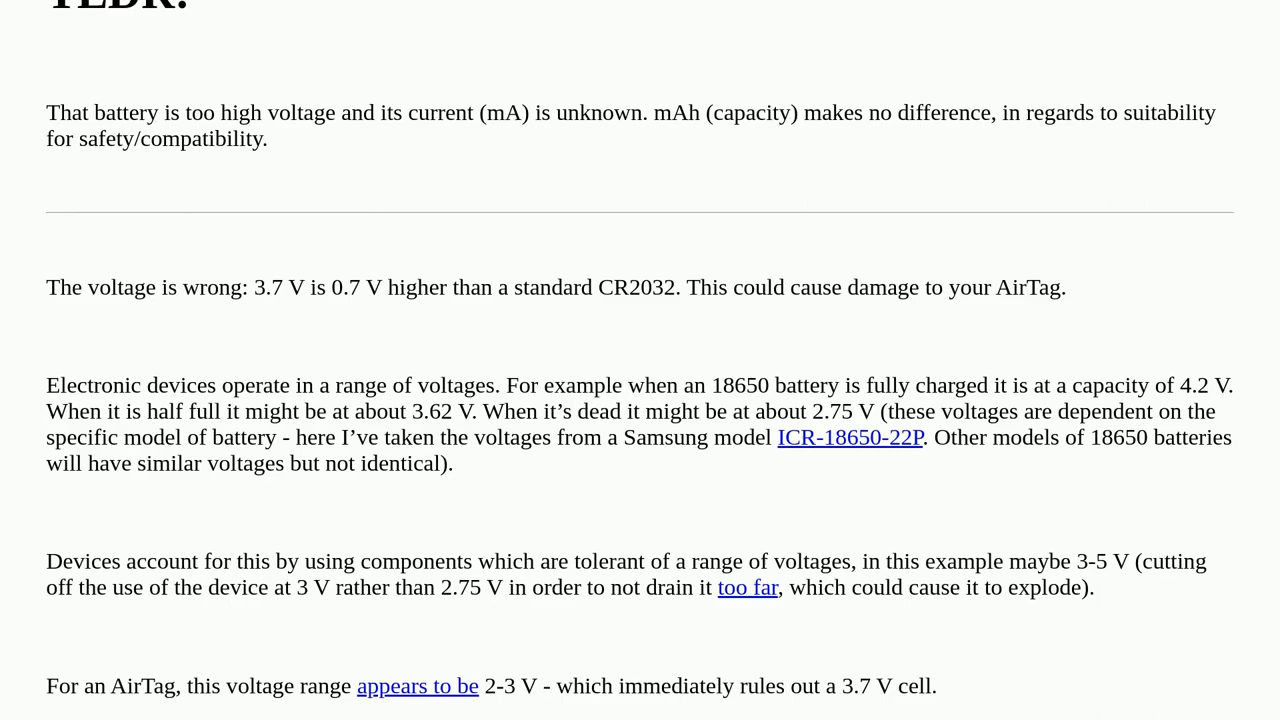 TLDR:
That battery is too high voltage and its current (mA) is unknown. mAh (capacity) makes no difference, in regards to suitability
for safety/compatibility.
The voltage is wrong: 3.7 V is 0.7 V higher than a standard CR2032. This could cause damage to your AirTag.
Electronic devices operate in a range of voltages. For example when an 18650 battery is fully charged it is at a capacity of 4.2 V.
When it is half full it might be at about 3.62 V. When it’s dead it might be at about 2.75 V (these voltages are dependent on the
specific model of battery - here I’ve taken the voltages from a Samsung model ICR-18650-22P. Other models of 18650 batteries
will have similar voltages but not identical).
Devices account for this by using components which are tolerant of a range of voltages, in this example maybe 3-5 V (cutting
off the use of the device at 3 V rather than 2.75 V in order to not drain it too far, which could cause it to explode).
For an AirTag, this voltage range appears to be 2-3 V - which immediately rules out a 3.7 V cell.